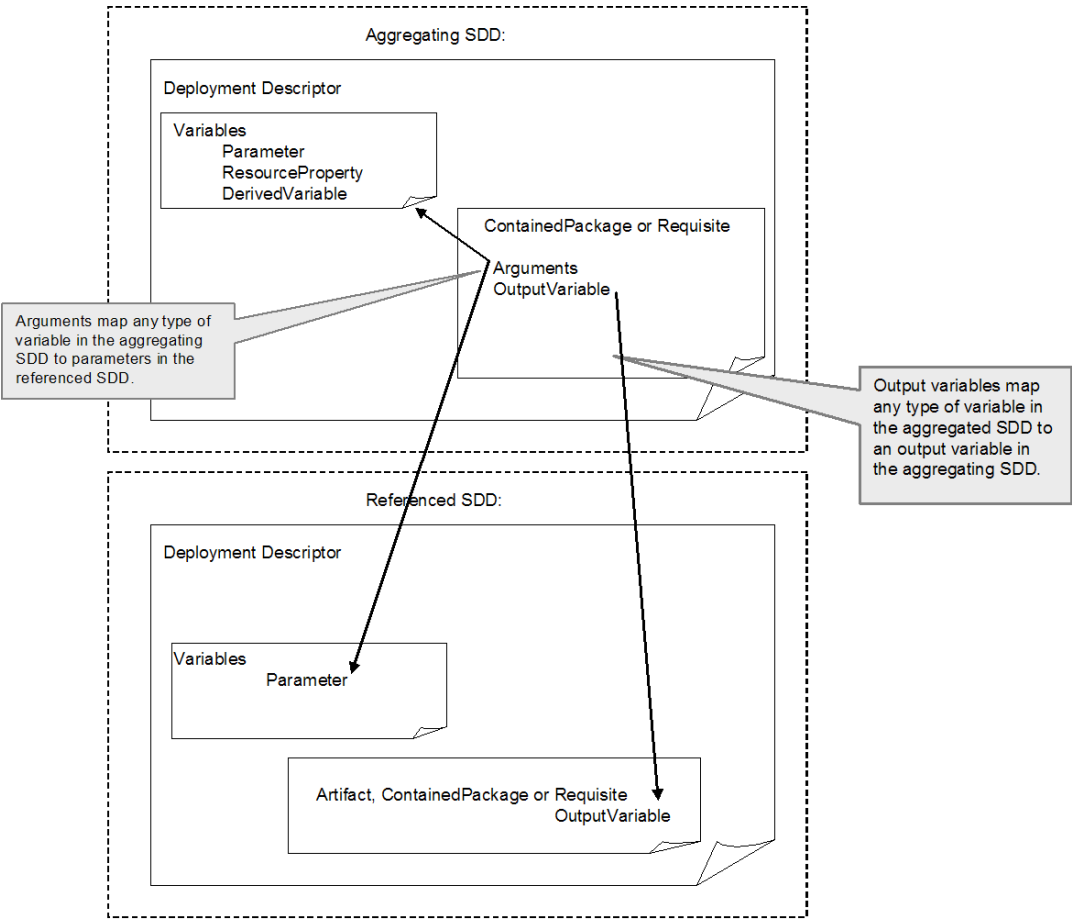 Aggregating SDD:
Deployment Descriptor
Variables
Parameter
ResourceProperty
DerivedVariable
ContainedPackage or Requisite
Arguments
OutputVariable
Arguments map any type of
variable in the aggregating
SDD to parameters in the
referenced SDD.
Output variables map
any type of variable in
the aggregated SDD to
an output variable in
the aggregating SDD.
Referenced SDD:
Deployment Descriptor
Variables
Parameter
Artifact, ContainedPackage or Requisite
OutputVariable